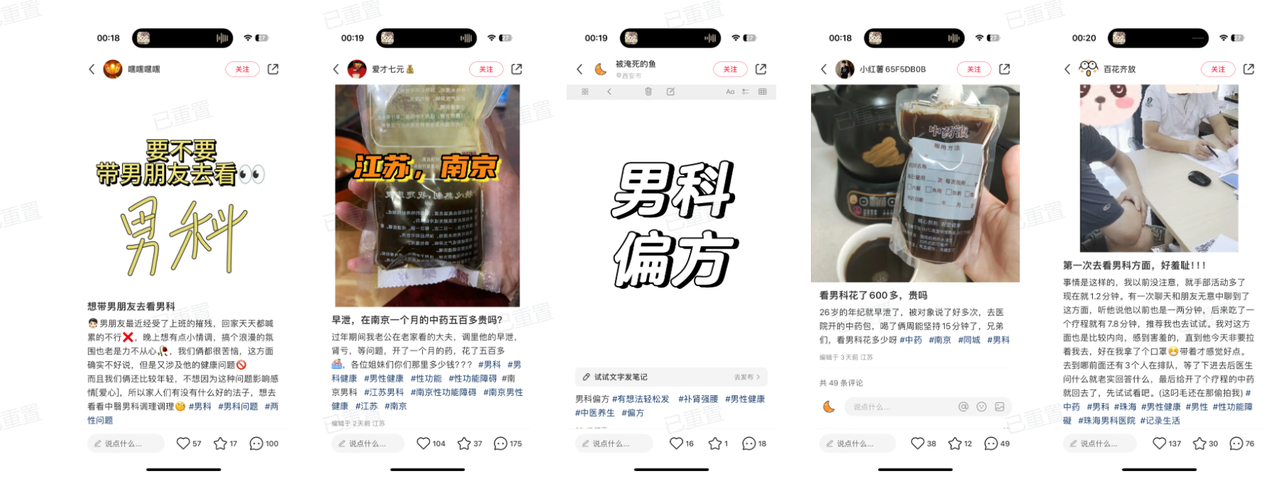 已重置
已重置
已重置
00:18
嘿嘿嘿嘿
关注
要不要
带男朋友去看👀
男科
想带男朋友去看男科
男朋友最近经受了上班的摧残，回家天天都喊
累的不行❌，晚上想有点小情调，搞个浪漫的氛
围也老是力不从心🥀，我们俩都很苦恼，这方面
确实不好说，但是又涉及他的健康问题🚫
而且我们俩还比较年轻，不想因为这种问题影响感
情[爱心]。所以家人们有没有什么好的法子，想去
看看中醫男科调理调理 #男科 #男科问题 #两
性问题
说点什么...
57
17
100
00:19
爱才七元💰
关注
江苏，南京
早泄，在南京一个月的中药五百多贵吗？
过年期间我老公在老家看的大夫，调里他的早泄，
肾亏，等问题，开了一个月的药，花了五百多
，各位姐妹们你们那里多少钱？？？ #男科 #男
科健康 #男性健康 #性功能 #性功能障碍 #南
京男科 #江苏男科 #南京性功能障碍 #南京男性
健康 #江苏 #南京
编辑于 2天前 江苏
说点什么...
104
37
175
00:19
被淹死的鱼
西安市
关注
Aa
男科
偏方
试试文字发笔记
去发布 >
男科偏方 #有想法轻松发 #补肾强腰 #男性健康
#中医养生 #偏方
说点什么...
16
1
18
00:18
小红薯 65F5DB0B
关注
中药液
看男科花了600多，贵吗
26岁的年纪就早泄了，被对象说了好多次，去医
院开的中药包，喝了俩周能坚持15分钟了，兄弟
们，看男科花多少呀 #中药 #南京 #同城 #男科
编辑于 3天前 江苏
共 49 条评论
说点什么...
说点什么...
38
12
49
00:20
百花齐放
关注
第一次去看男科方面，好羞耻！！！
事情是这样的，我以前没注意，就手部活动多了
现在就1.2分钟。有一次聊天和朋友无意中聊到了
这方面，听他说他以前也是一两分钟，后来吃了一
个疗程就有7.8分钟，推荐我也去试试。我对这方
面也是比较内向，感到害羞的，直到他今天非要拉
着我去，好在我拿了个口罩带着才感觉好点。
去到哪前面还有3个人在排队，等了下进去后医生
问什么就老实回答什么，最后给开了个疗程的中药
就回去了，先试试看吧。（这叼毛还在那偷拍我） #
中药 #男科 #珠海 #男性健康 #男性 #性功能障
碍 #珠海男科医院 #记录生活
说点什么...
137
30
76